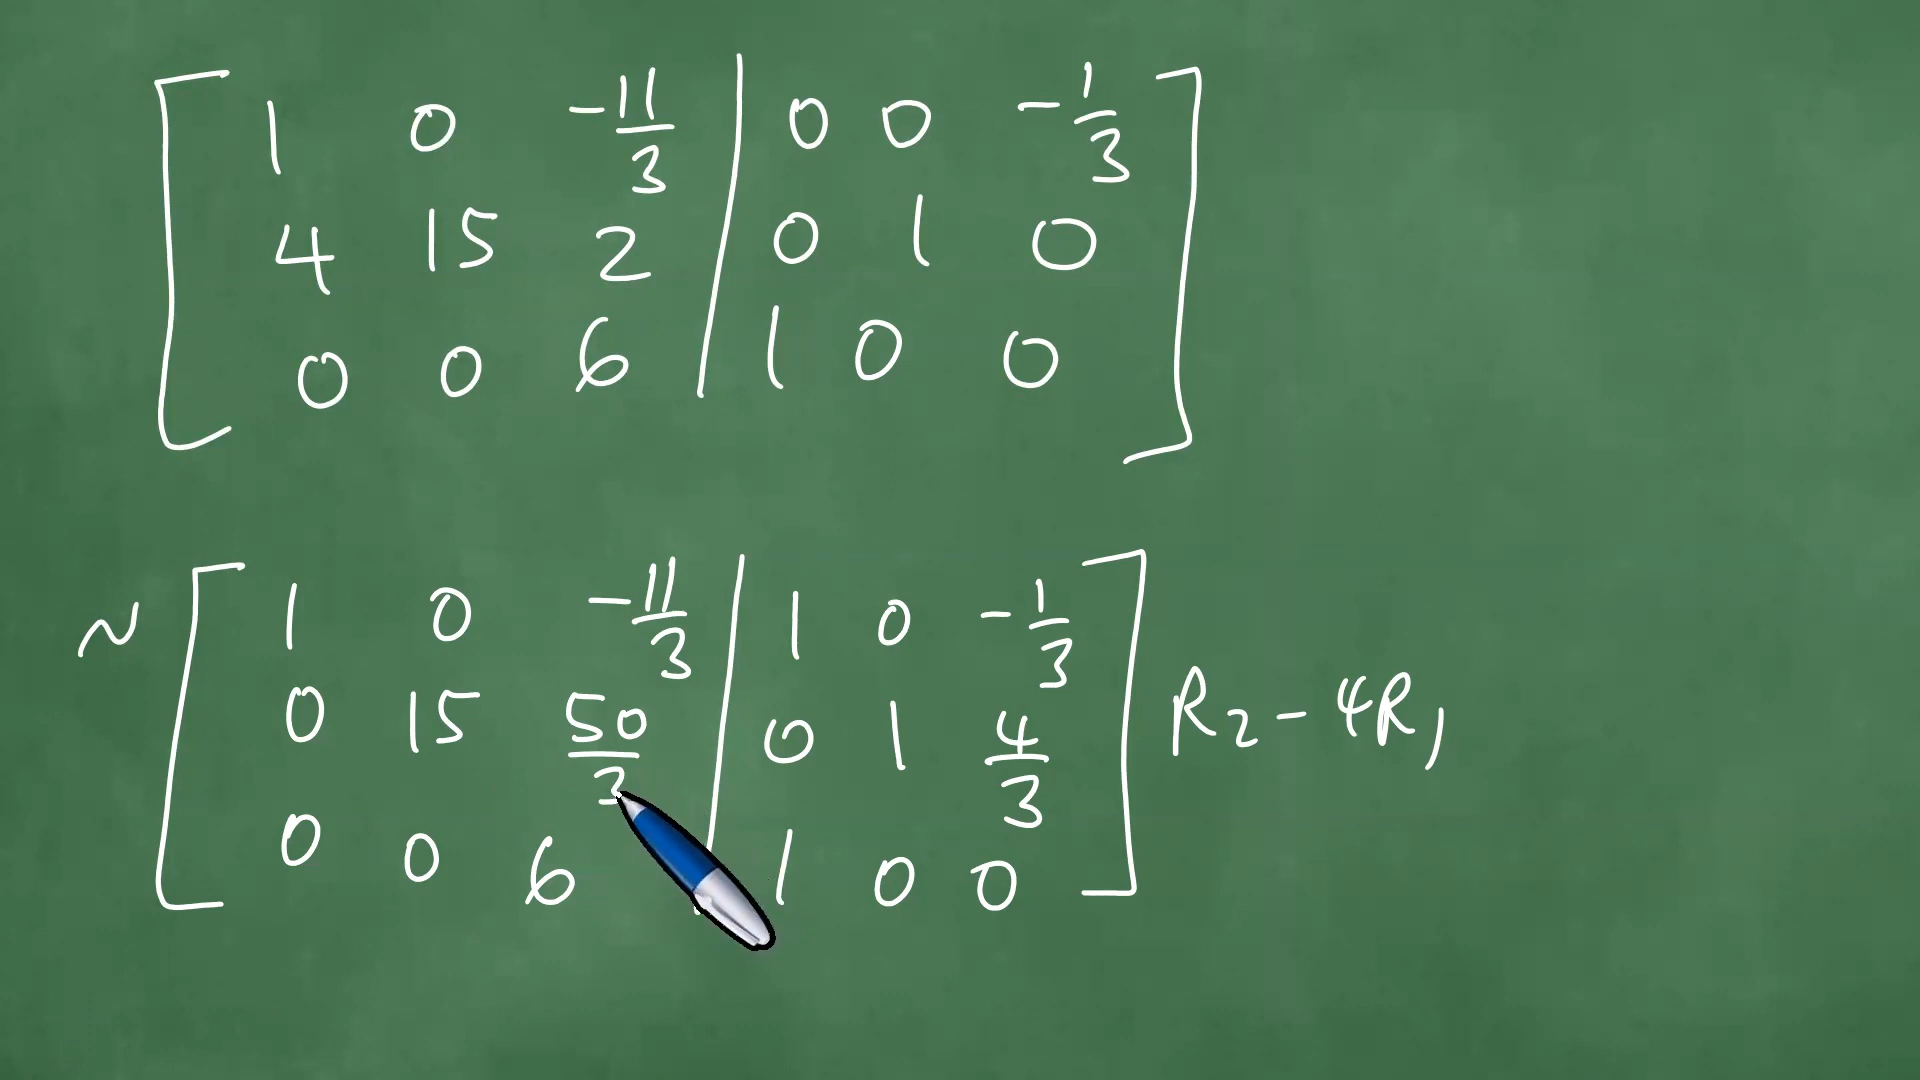 [ 1 0 -11/3 | 0 0 -1/3 ]
[ 4 15 2 | 0 1 0 ]
[ 0 0 6 | 1 0 0 ]
~ [ 1 0 -11/3 | 1 0 -1/3 ]
[ 0 15 50/3 | 0 1 4/3 ] R2-4R1
[ 0 0 6 | 1 0 0 ]